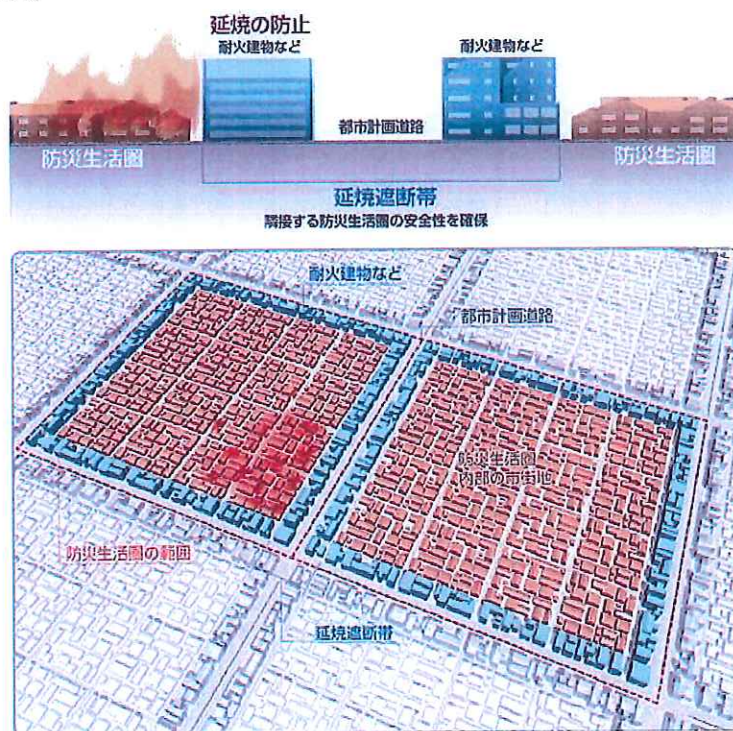 延焼の防止
耐火建物など
耐火建物など
都市計画道路
防災生活圏
防災生活圏
延焼遮断帯
隣接する防災生活圏の安全性を確保
耐火建物など
都市計画道路
防災生活圏
内部の市街地
防災生活圏の範囲
延焼遮断帯